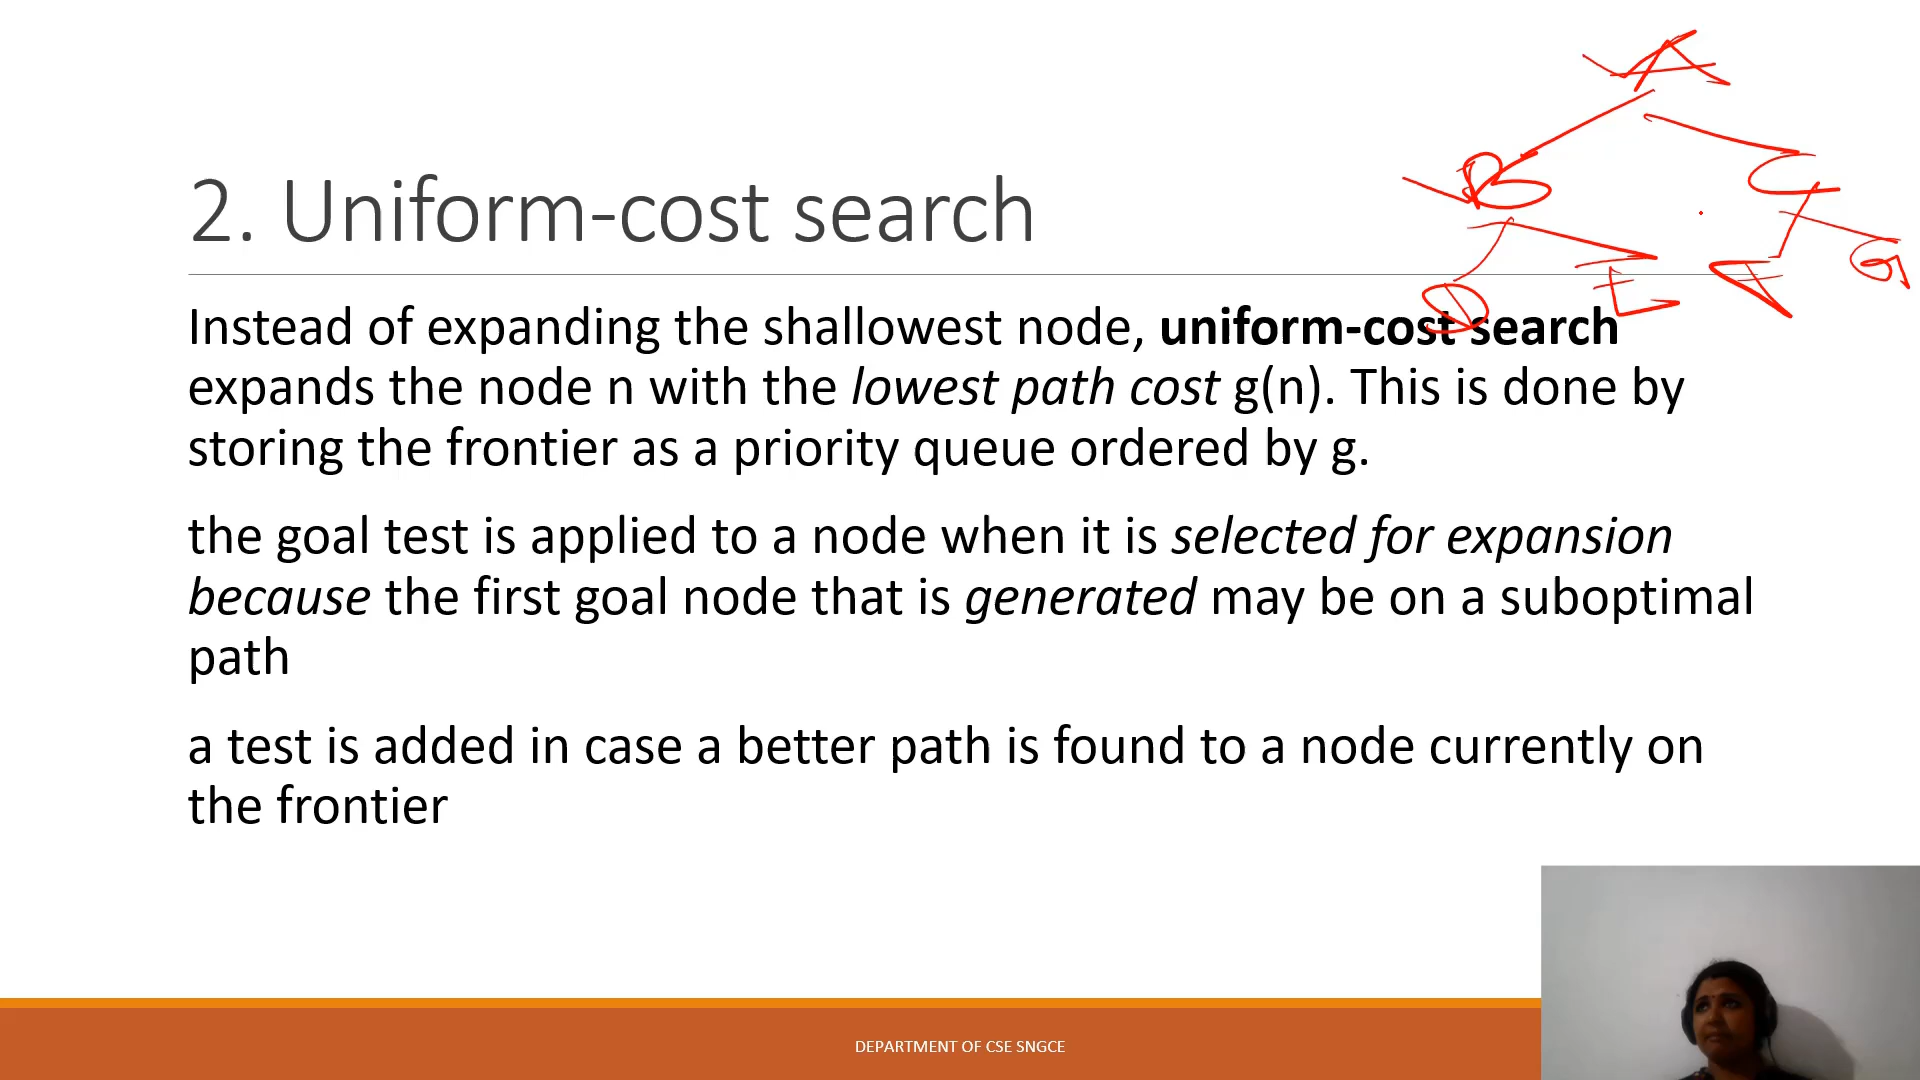 A
B C
D E F G
2. Uniform-cost search
Instead of expanding the shallowest node, uniform-cost search
expands the node n with the lowest path cost g(n). This is done by
storing the frontier as a priority queue ordered by g.
the goal test is applied to a node when it is selected for expansion
because the first goal node that is generated may be on a suboptimal
path
a test is added in case a better path is found to a node currently on
the frontier
DEPARTMENT OF CSE SNGCE